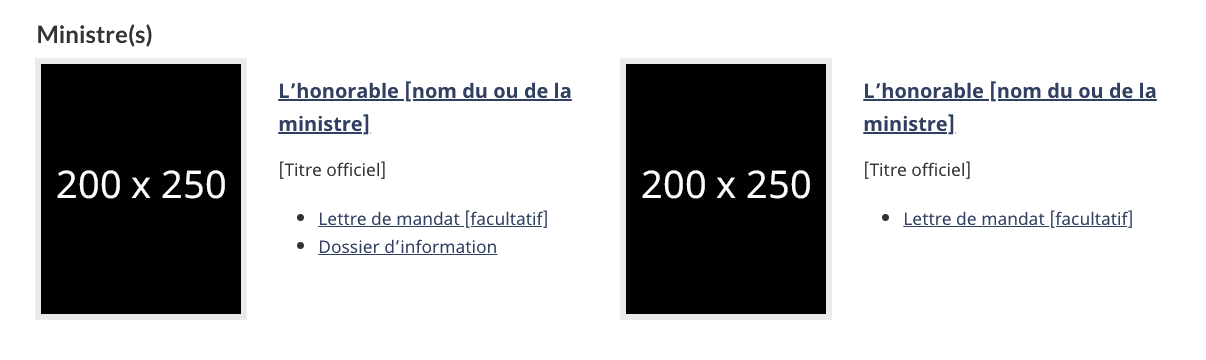 Ministre(s)
200 x 250
L’honorable [nom du ou de la
ministre]
[Titre officiel]
Lettre de mandat [facultatif]
Dossier d’information
200 x 250
L’honorable [nom du ou de la
ministre]
[Titre officiel]
Lettre de mandat [facultatif]